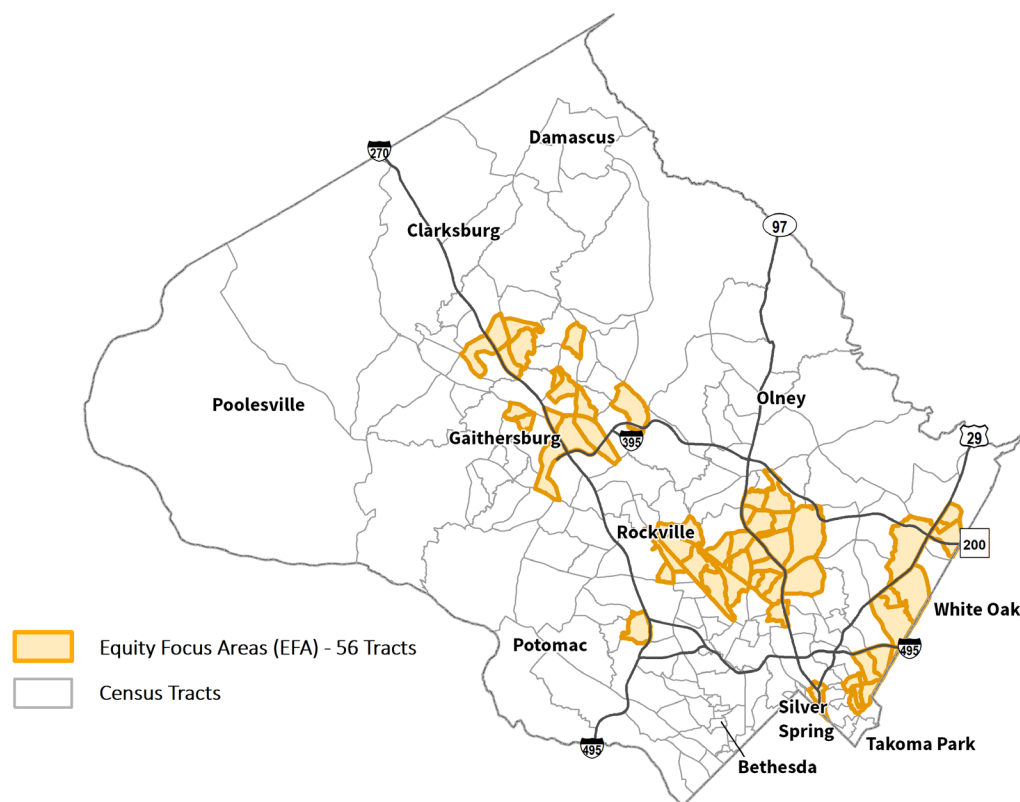 Damascus
270
Clarksburg
97
Poolesville
Olney
Gaithersburg
395
29
Rockville
200
White Oak
Equity Focus Areas (EFA) - 56 Tracts
Potomac
495
Census Tracts
Silver
Spring
495
Takoma Park
Bethesda